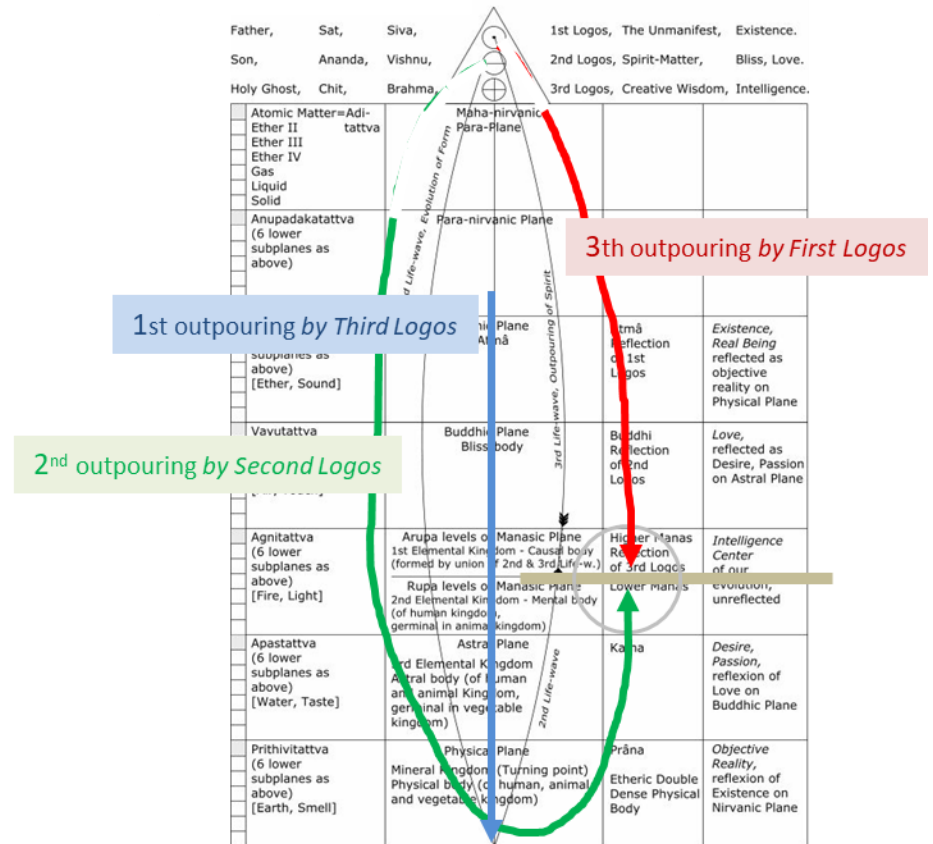 Father, Sat, Siva, 1st Logos, The Unmanifest, Existence.
Son, Ananda, Vishnu, 2nd Logos, Spirit-Matter, Bliss, Love.
Holy Ghost, Chit, Brahma, 3rd Logos, Creative Wisdom, Intelligence.
Atomic Matter=Adi-
Ether II tattva
Ether III
Ether IV
Gas
Liquid
Solid
Maha-nirvanic
Para-Plane
Life-wave, Evolution of Form
Anupadakatattva
(6 lower
subplanes as
above)
Para-nirvanic Plane
3th outpouring by First Logos
1st outpouring by Third Logos
subplanes as
above)
[Ether, Sound]
Plane
Atmâ
3rd Life-wave, Outpouring of Spirit
Reflection
of 1st
Logos
Existence,
Real Being
reflected as
objective
reality on
Physical Plane
Vayutattva
2nd outpouring by Second Logos
Buddhic Plane
Bliss body
Buddhi
Reflection
of 2nd
Logos
Love,
reflected as
Desire, Passion
on Astral Plane
Agnitattva
(6 lower
subplanes as
above)
[Fire, Light]
Arupa levels of Manasic Plane
1st Elemental Kingdom - Causal body
(formed by union of 2nd & 3rd Life-w.)
Rupa levels of Manasic Plane
2nd Elemental Kingdom - Mental body
(of human kingdom,
germinal in animal kingdom)
Higher Manas
Reflection
of 3rd Logos
Lower Manas
Intelligence
Center
of our
evolution,
unreflected
Apastattva
(6 lower
subplanes as
above)
[Water, Taste]
Astral Plane
3rd Elemental Kingdom
Astral body (of human
and animal Kingdom,
germinal in vegetable
kingdom)
2nd Life-wave
Kama
Desire,
Passion,
reflexion of
Love on
Buddhic Plane
Prithivitattva
(6 lower
subplanes as
above)
[Earth, Smell]
Physical Plane
Mineral Kingdom (Turning point)
Physical body (of human, animal
and vegetable kingdom)
Prâna
Etheric Double
Dense Physical
Body
Objective
Reality,
reflexion of
Existence on
Nirvanic Plane